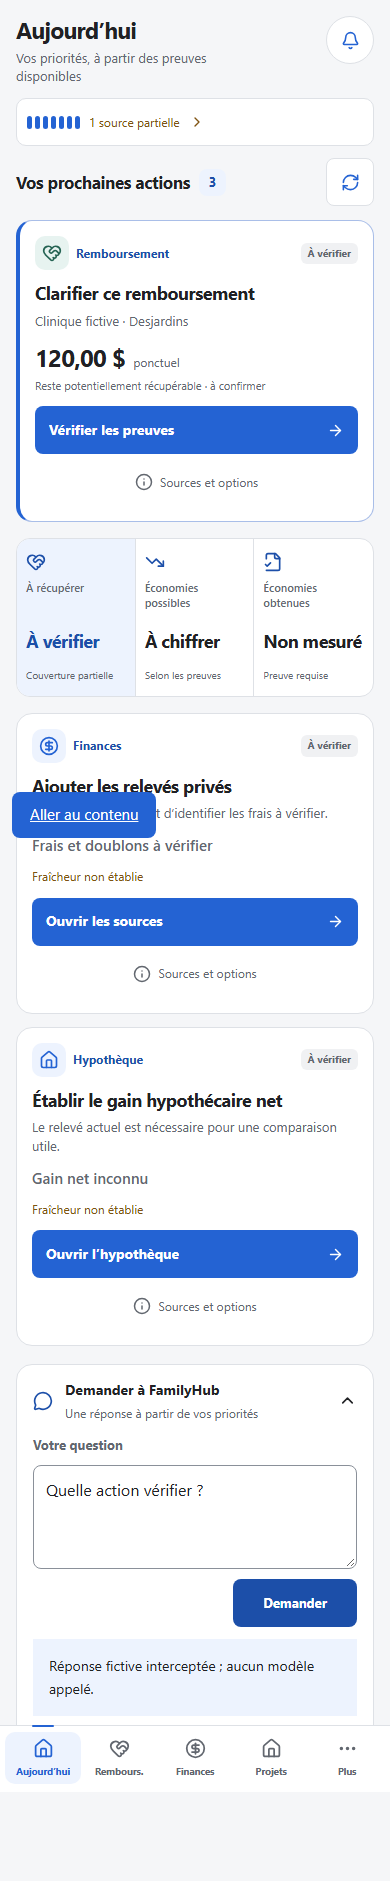 Aujourd’hui
Vos priorités, à partir des preuves
disponibles
1 source partielle
Vos prochaines actions 3
Remboursement À vérifier
Clarifier ce remboursement
Clinique fictive · Desjardins
120,00 $ ponctuel
Reste potentiellement récupérable · à confirmer
Vérifier les preuves
Sources et options
À récupérer
À vérifier
Couverture partielle
Économies
possibles
À chiffrer
Selon les preuves
Économies
obtenues
Non mesuré
Preuve requise
Finances À vérifier
Ajouter les relevés privés
Aller au contenu
t d’identifier les frais à vérifier.
Frais et doublons à vérifier
Fraîcheur non établie
Ouvrir les sources
Sources et options
Hypothèque À vérifier
Établir le gain hypothécaire net
Le relevé actuel est nécessaire pour une comparaison
utile.
Gain net inconnu
Fraîcheur non établie
Ouvrir l’hypothèque
Sources et options
Demander à FamilyHub
Une réponse à partir de vos priorités
Votre question
Quelle action vérifier ?
Demander
Réponse fictive interceptée ; aucun modèle
appelé.
Aujourd’hui Rembours. Finances Projets Plus